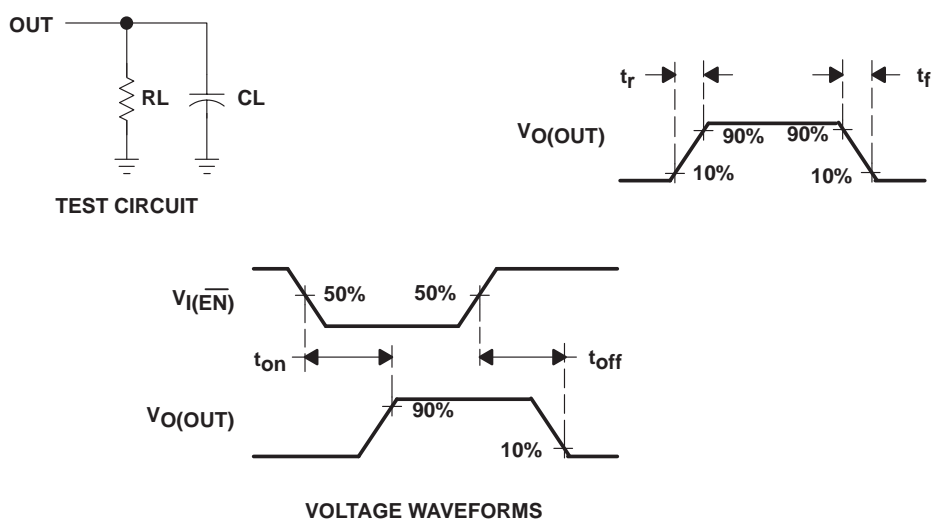 OUT
RL
CL
TEST CIRCUIT
tr
tf
VO(OUT)
90%
90%
10%
10%
VI(E̅N̅)
50%
50%
ton
toff
VO(OUT)
90%
10%
VOLTAGE WAVEFORMS